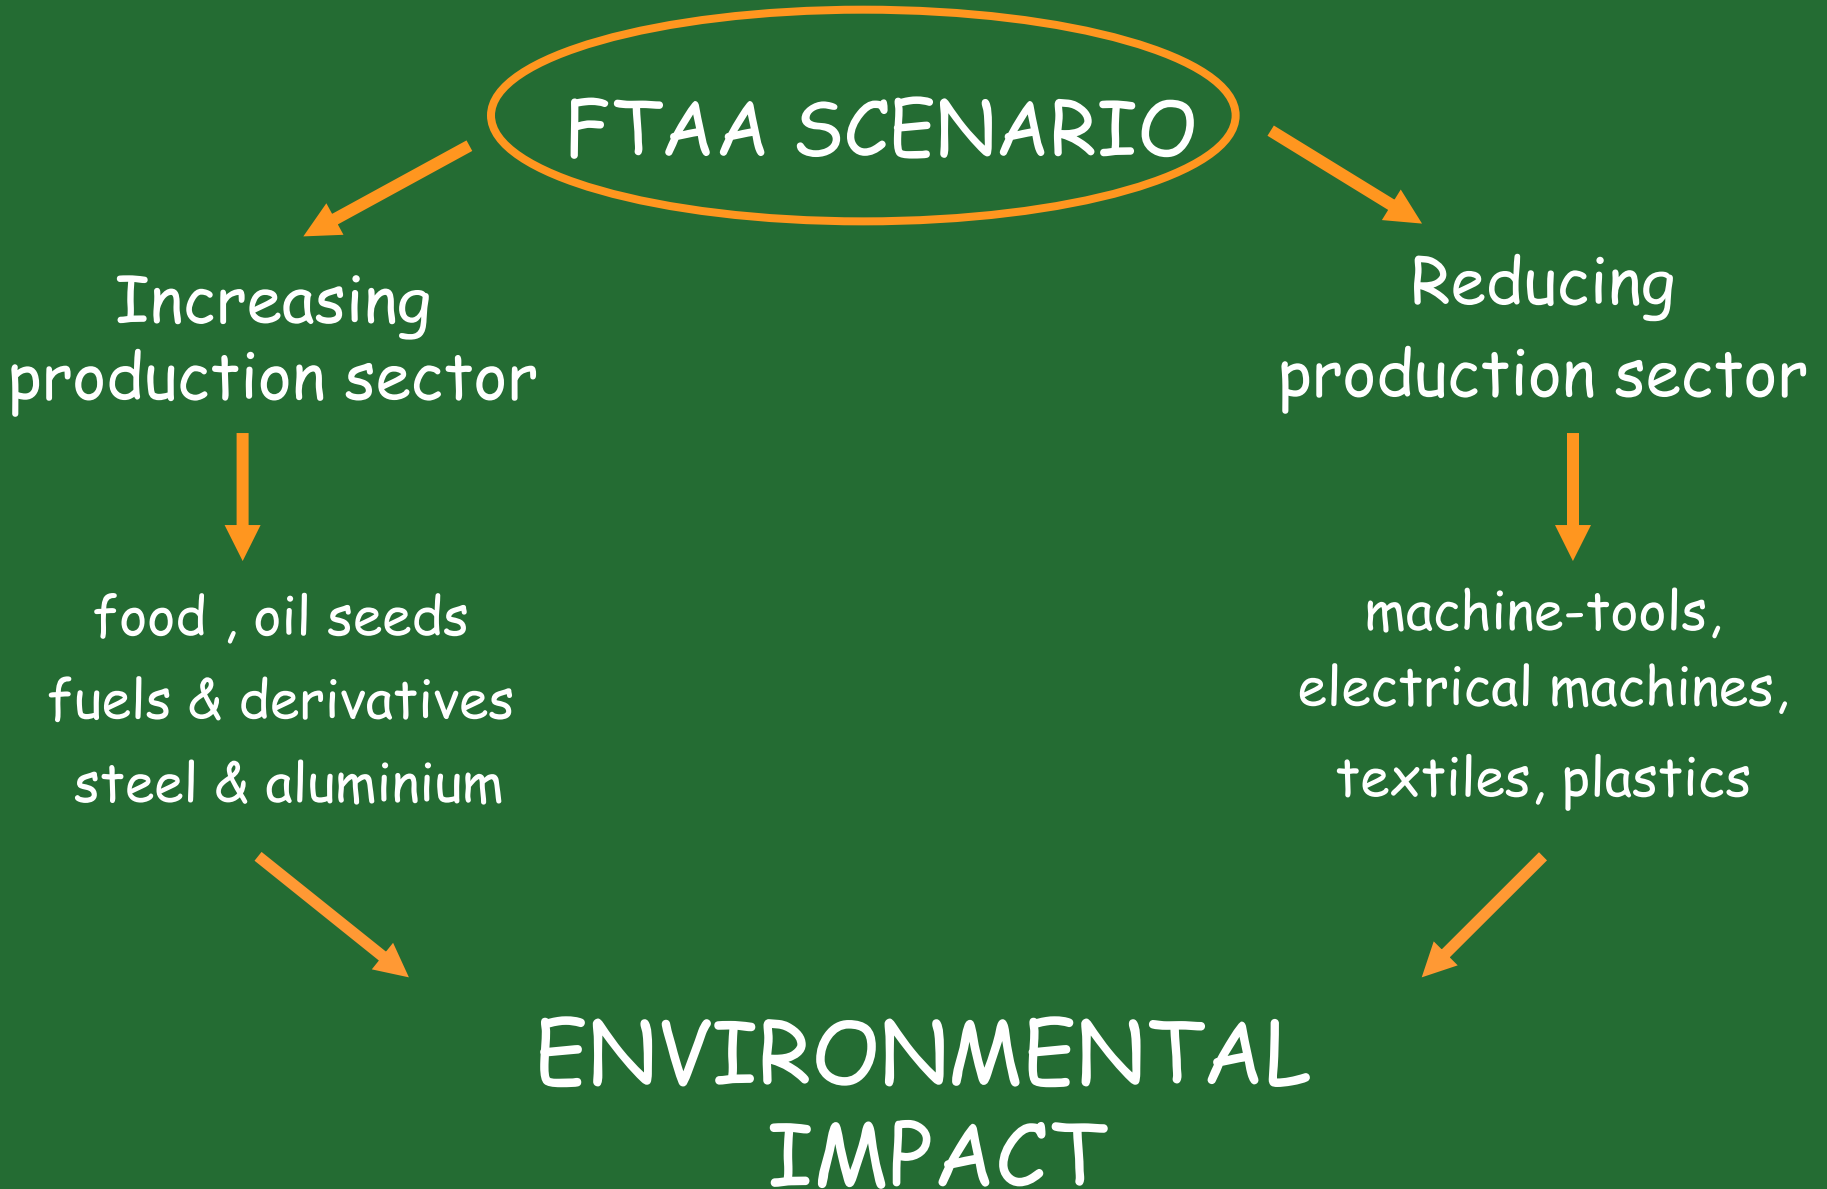 FTAA SCENARIO
Increasing
production sector
food , oil seeds
fuels & derivatives
steel & aluminium
Reducing
production sector
machine-tools,
electrical machines,
textiles, plastics
ENVIRONMENTAL
IMPACT